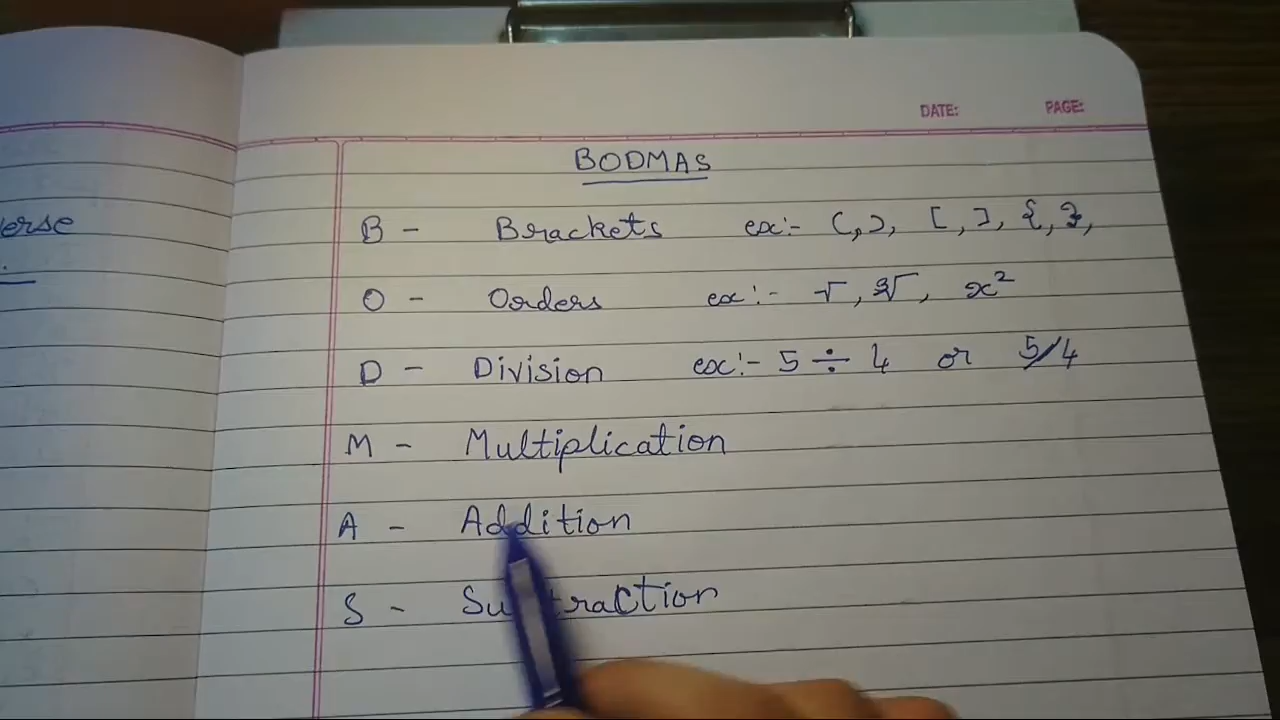 DATE: PAGE:
BODMAS
erse
B - Brackets ex:- (,), [,], {,},
O - Orders ex:- √, ∛, x²
D - Division ex:- 5 ÷ 4 or 5/4
M - Multiplication
A - Addition
S - Subtraction